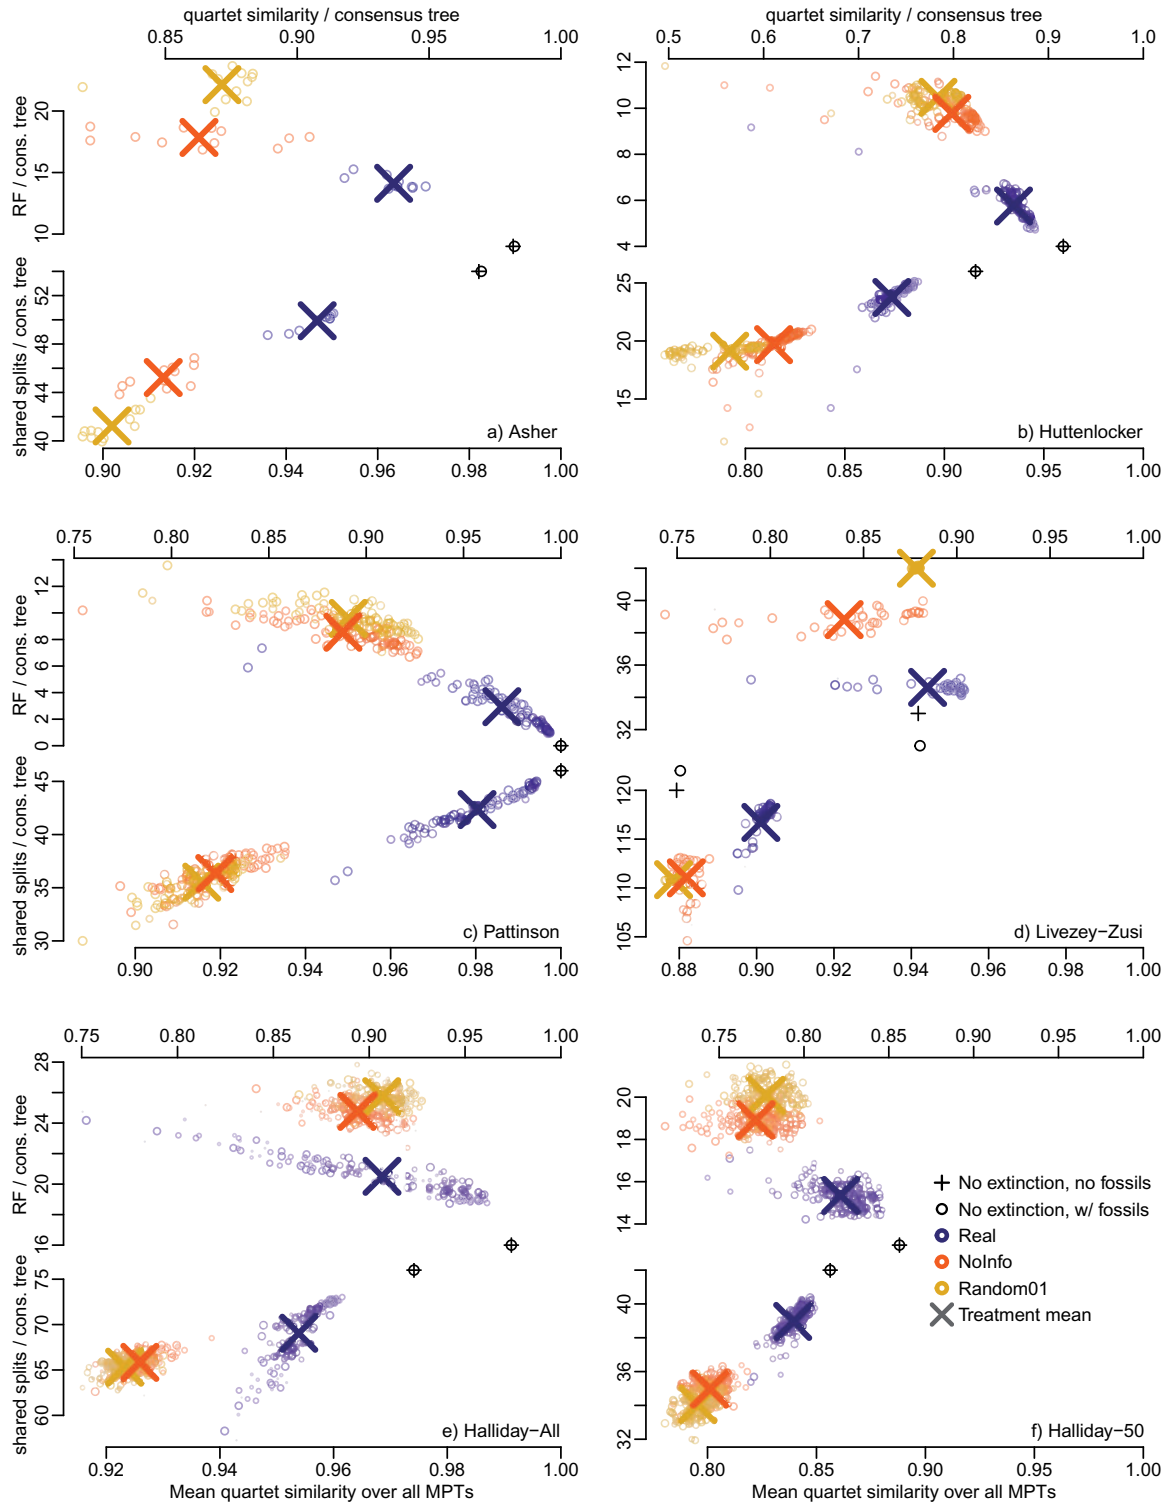 quartet similarity / consensus tree
0.85 0.90 0.95 1.00
RF / cons. tree
10 15 20
shared splits / cons. tree
40 44 48 52
a) Asher
0.90 0.92 0.94 0.96 0.98 1.00
quartet similarity / consensus tree
0.5 0.6 0.7 0.8 0.9 1.0
4 6 8 10 12
15 20 25
b) Huttenlocker
0.80 0.85 0.90 0.95 1.00
0.75 0.80 0.85 0.90 0.95 1.00
RF / cons. tree
0 2 4 6 8 12
shared splits / cons. tree
30 35 40 45
c) Pattinson
0.90 0.92 0.94 0.96 0.98 1.00
0.75 0.80 0.85 0.90 0.95 1.00
32 36 40
105 110 115 120
d) Livezey−Zusi
0.88 0.90 0.92 0.94 0.96 0.98 1.00
0.75 0.80 0.85 0.90 0.95 1.00
RF / cons. tree
16 20 24 28
shared splits / cons. tree
60 65 70 75
e) Halliday−All
0.92 0.94 0.96 0.98 1.00
Mean quartet similarity over all MPTs
0.75 0.80 0.85 0.90 0.95 1.00
14 16 18 20
32 36 40
No extinction, no fossils
No extinction, w/ fossils
Real
NoInfo
Random01
Treatment mean
f) Halliday−50
0.80 0.85 0.90 0.95 1.00
Mean quartet similarity over all MPTs